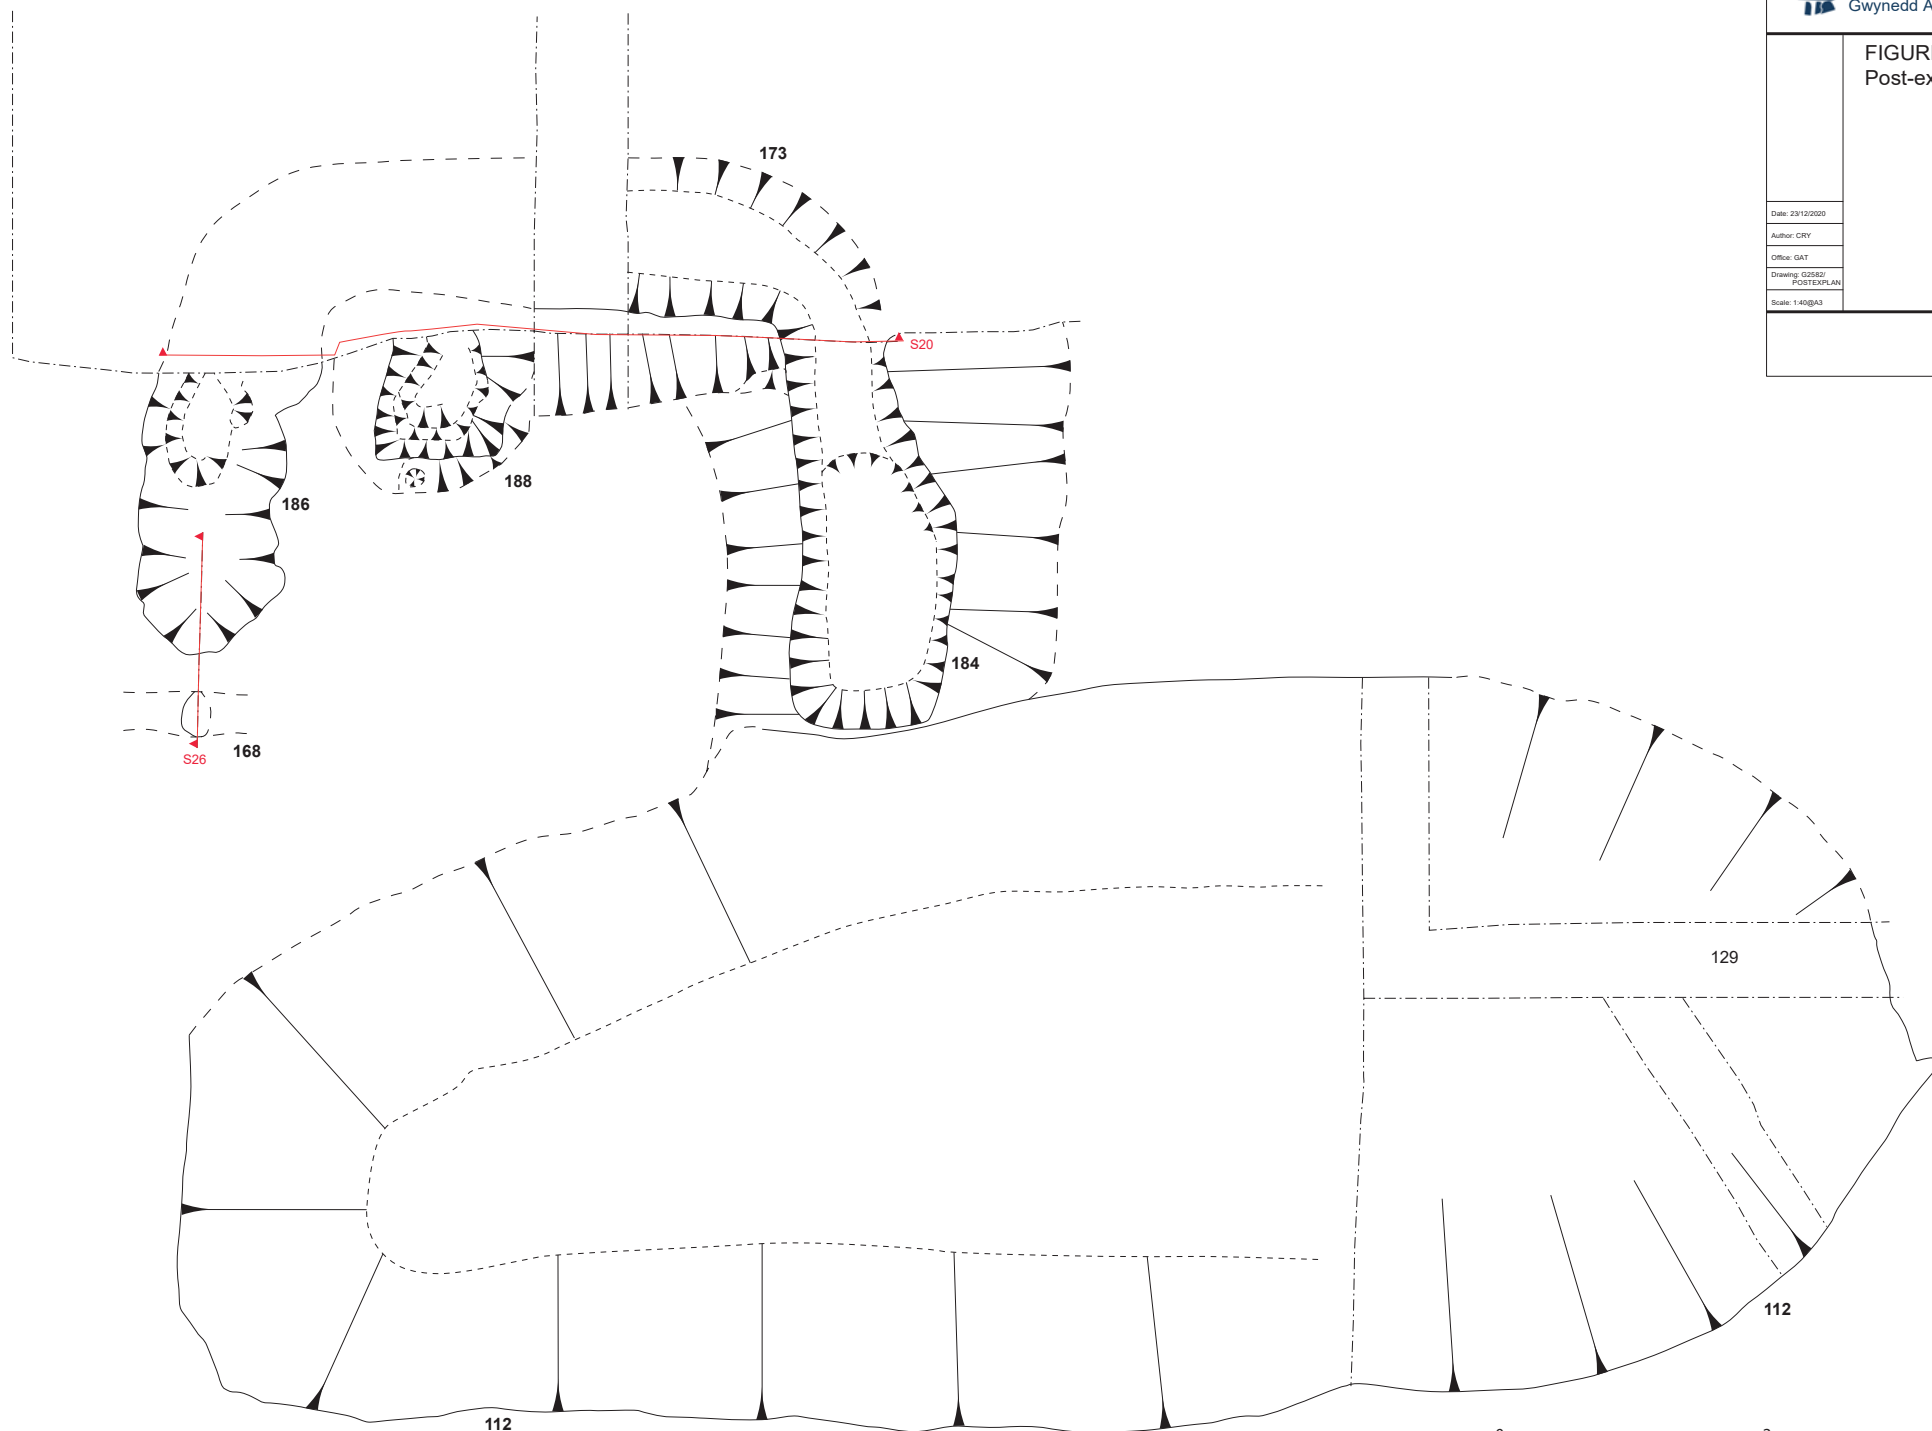 Gwynedd A
FIGUR
Post-ex
Date: 23/12/2020
Author: CRY
Office: GAT
Drawing: G2582/
POSTEXPLAN
Scale: 1:40@A3
173
S20
188
186
184
168
S26
129
112
112